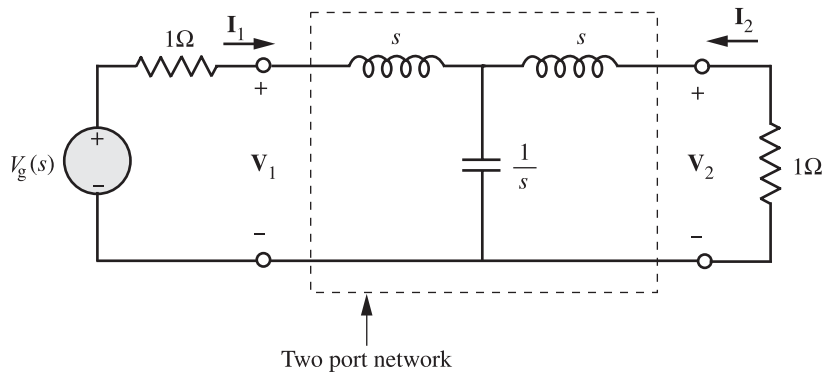 I1
I2
1Ω
s
s
+
+
+
Vg(s)
−
V1
1
s
V2
1Ω
−
−
Two port network